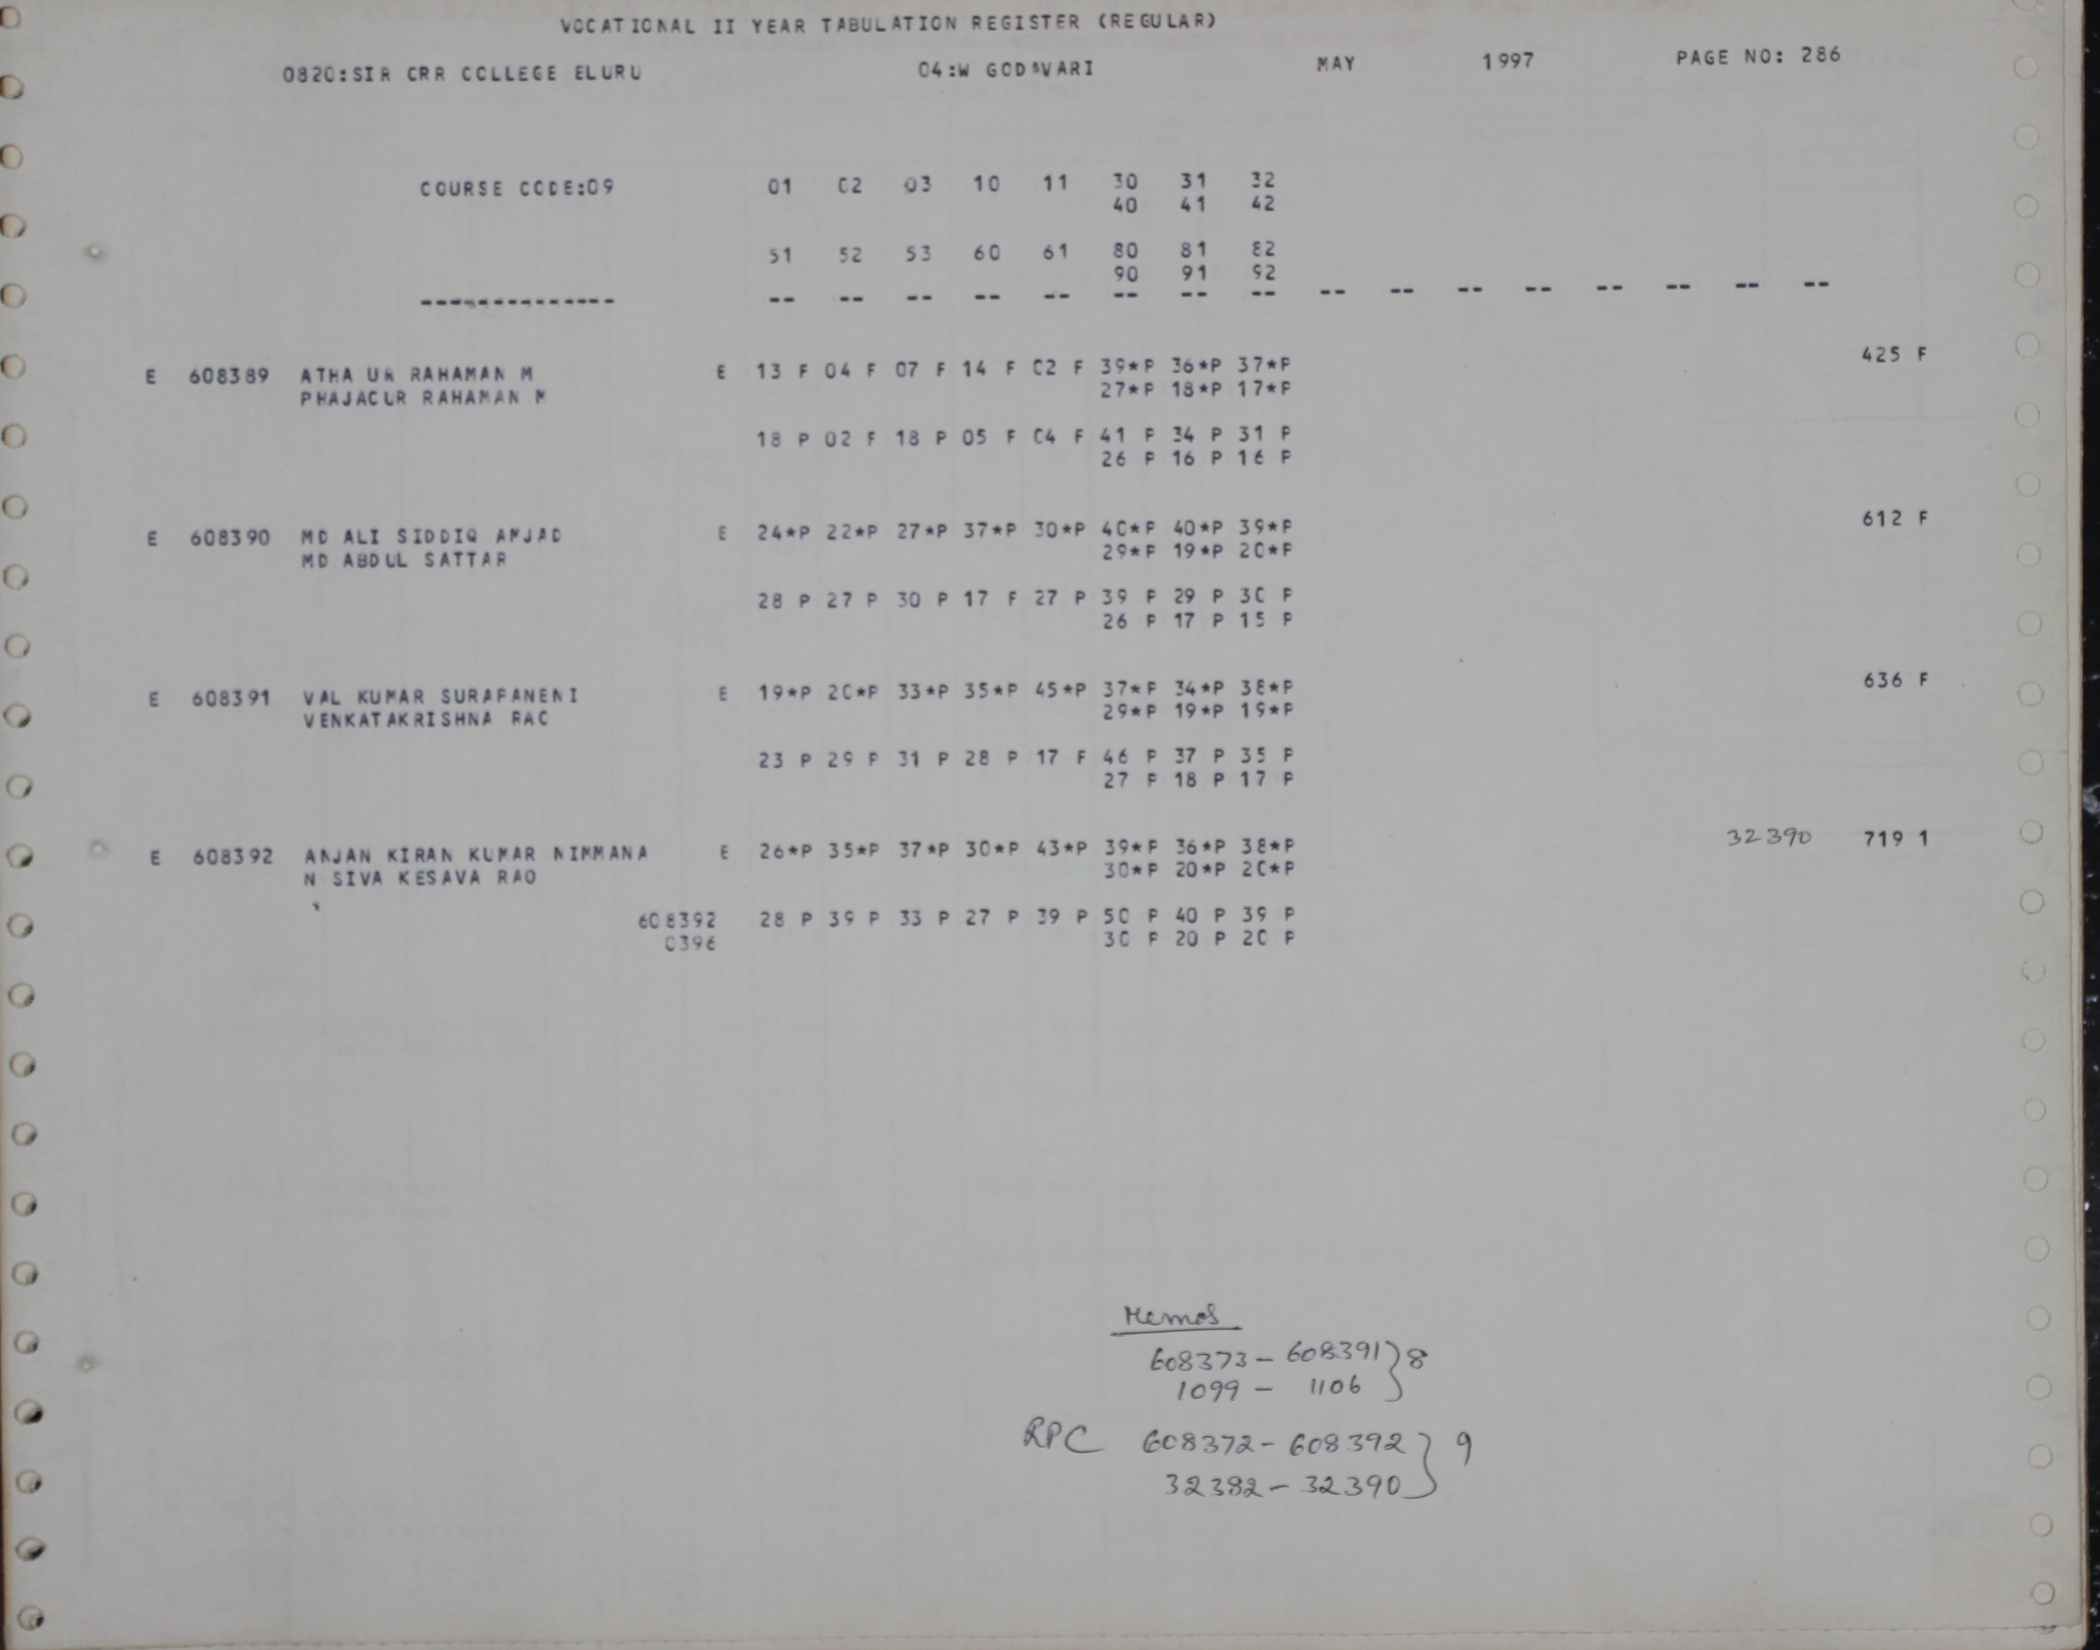 VOCATIONAL II YEAR TABULATION REGISTER (REGULAR)
0820:SIR CRR COLLEGE ELURU 04:W GODAVARI MAY 1997 PAGE NO: 286
COURSE CODE:09 01 02 03 10 11 30 31 32
40 41 42
51 52 53 60 61 80 81 82
90 91 92
-------------- -- -- -- -- -- -- -- -- -- -- -- -- -- -- -- --
E 608389 ATHA UR RAHAMAN M E 13 F 04 F 07 F 14 F 02 F 39*P 36*P 37*P 425 F
PHAJACUR RAHAMAN M 27*P 18*P 17*P
18 P 02 F 18 P 05 F 04 F 41 P 34 P 31 P
26 P 16 P 16 P
E 608390 MD ALI SIDDIQ AMJAD E 24*P 22*P 27*P 37*P 30*P 40*P 40*P 39*P 612 F
MD ABDUL SATTAR 29*P 19*P 20*P
28 P 27 P 30 P 17 F 27 P 39 P 29 P 30 P
26 P 17 P 15 P
E 608391 VAL KUMAR SURAPANENI E 19*P 20*P 33*P 35*P 45*P 37*P 34*P 38*P 636 F
VENKATAKRISHNA RAO 29*P 19*P 19*P
23 P 29 P 31 P 28 P 17 F 46 P 37 P 35 P
27 P 18 P 17 P
E 608392 ANJAN KIRAN KUMAR NIMMANA E 26*P 35*P 37*P 30*P 43*P 39*P 36*P 38*P 32390 719 1
N SIVA KESAVA RAO 30*P 20*P 20*P
608392 28 P 39 P 33 P 27 P 39 P 50 P 40 P 39 P
0396 30 P 20 P 20 P
Memos
608373 - 608391 } 8
1099 - 1106
RPC 608372 - 608392 } 9
32382 - 32390